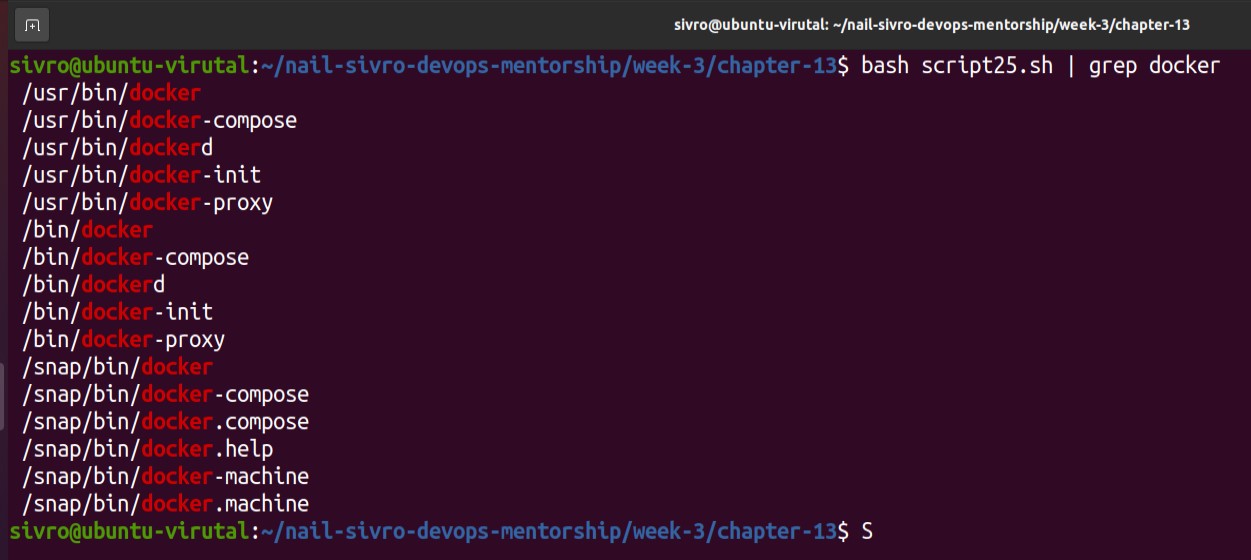 sivro@ubuntu-virutal: ~/nail-sivro-devops-mentorship/week-3/chapter-13
sivro@ubuntu-virutal:~/nail-sivro-devops-mentorship/week-3/chapter-13$ bash script25.sh | grep docker
/usr/bin/docker
/usr/bin/docker-compose
/usr/bin/dockerd
/usr/bin/docker-init
/usr/bin/docker-proxy
/bin/docker
/bin/docker-compose
/bin/dockerd
/bin/docker-init
/bin/docker-proxy
/snap/bin/docker
/snap/bin/docker-compose
/snap/bin/docker.compose
/snap/bin/docker.help
/snap/bin/docker-machine
/snap/bin/docker.machine
sivro@ubuntu-virutal:~/nail-sivro-devops-mentorship/week-3/chapter-13$ S